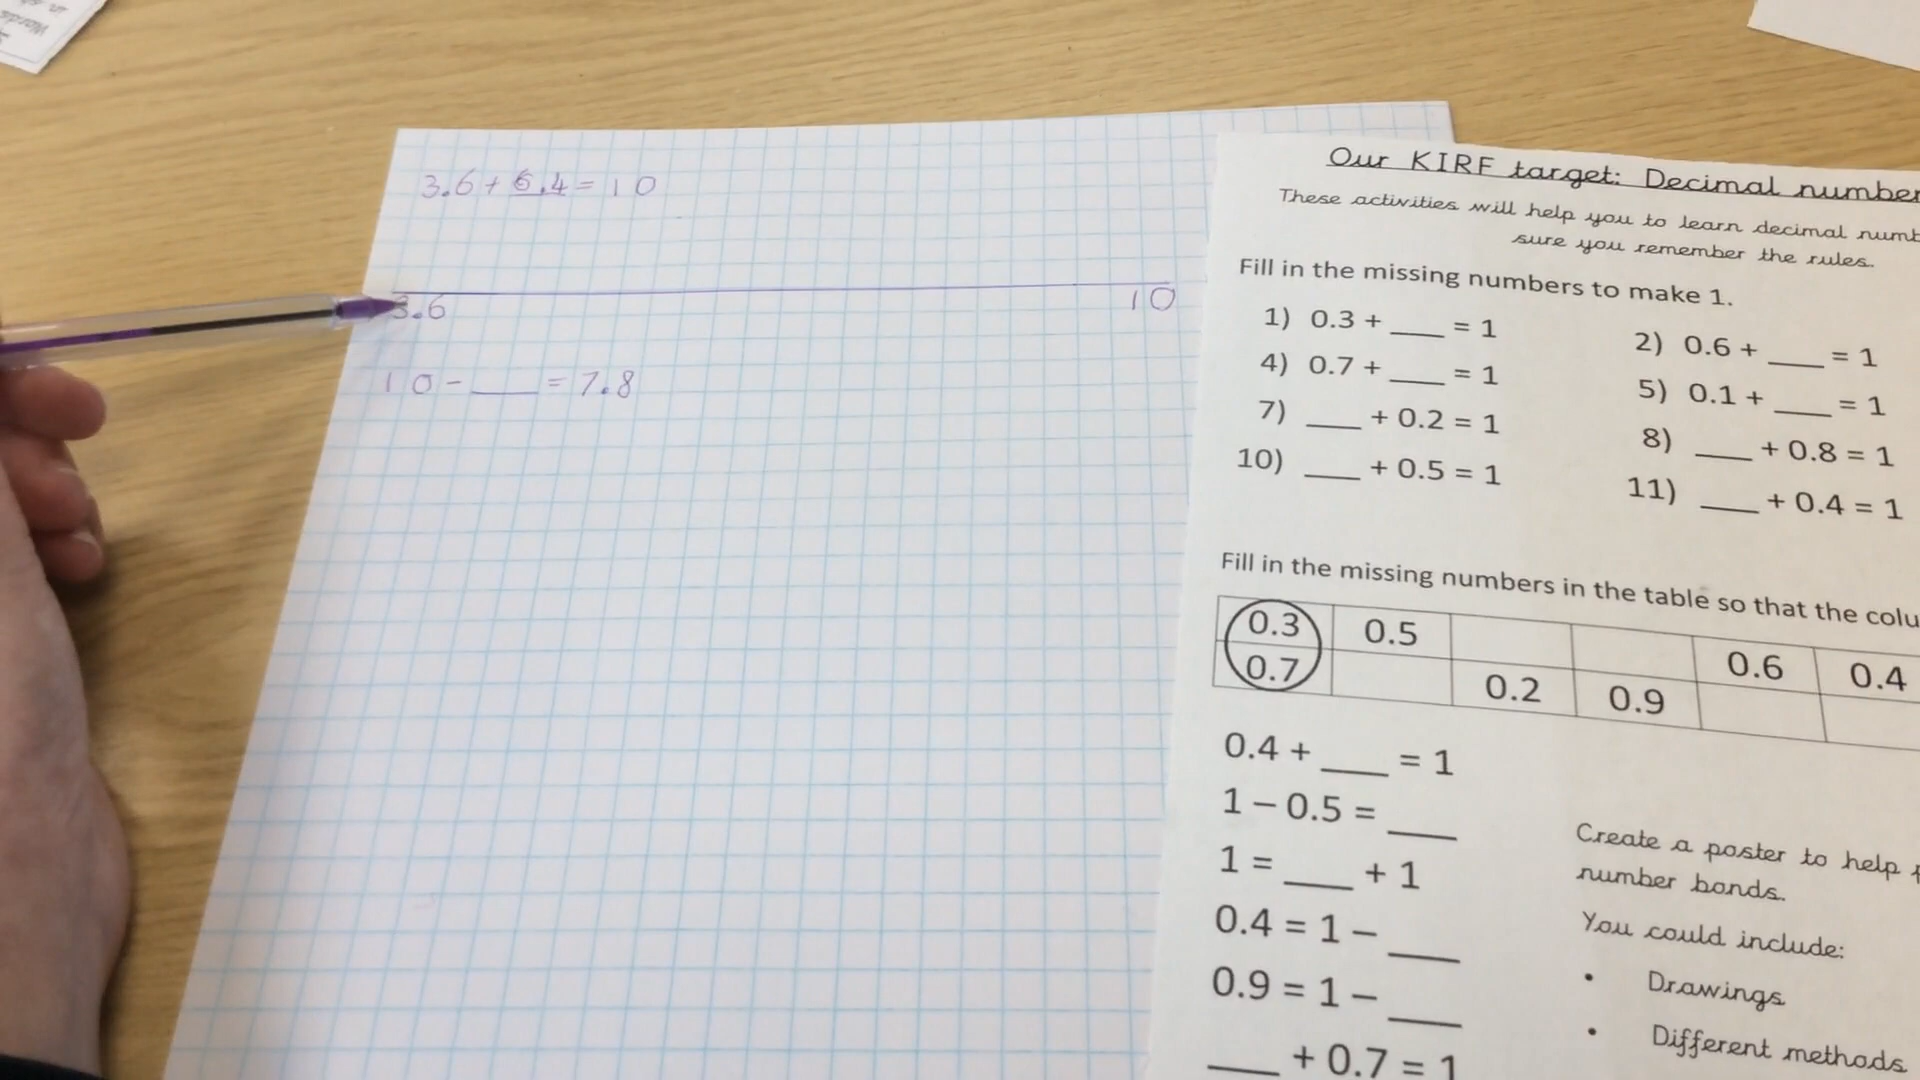 3.6 + 6.4 = 10
3.6 10
10 - ___ = 7.8
Our KIRF target: Decimal number
These activities will help you to learn decimal numb
sure you remember the rules.
Fill in the missing numbers to make 1.
1) 0.3 + ___ = 1 2) 0.6 + ___ = 1
4) 0.7 + ___ = 1 5) 0.1 + ___ = 1
7) ___ + 0.2 = 1 8) ___ + 0.8 = 1
10) ___ + 0.5 = 1 11) ___ + 0.4 = 1
Fill in the missing numbers in the table so that the colu
0.3 0.5 0.6 0.4
0.7 0.2 0.9
0.4 + ___ = 1
1 – 0.5 = ___
1 = ___ + 1
0.4 = 1 – ___
0.9 = 1 – ___
___ + 0.7 = 1
Create a poster to help
number bonds.
You could include:
• Drawings
• Different methods